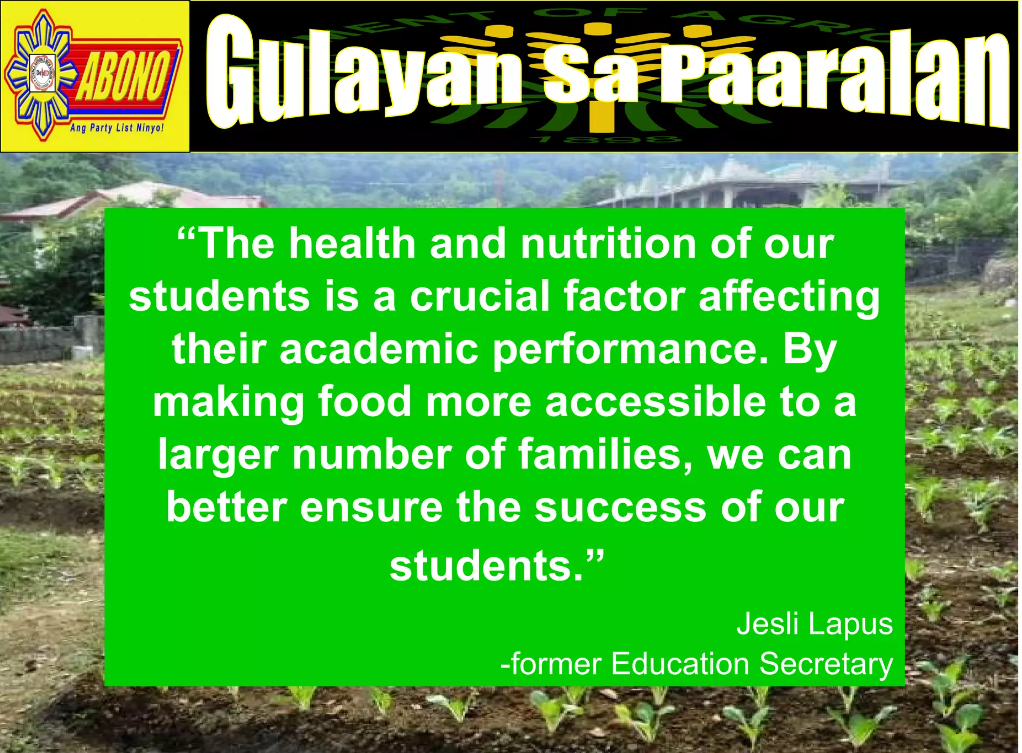 ABONO
Ang Party List Ninyo!
Gulayan Sa Paaralan
1898
“The health and nutrition of our
students is a crucial factor affecting
their academic performance. By
making food more accessible to a
larger number of families, we can
better ensure the success of our
students.”
Jesli Lapus
-former Education Secretary